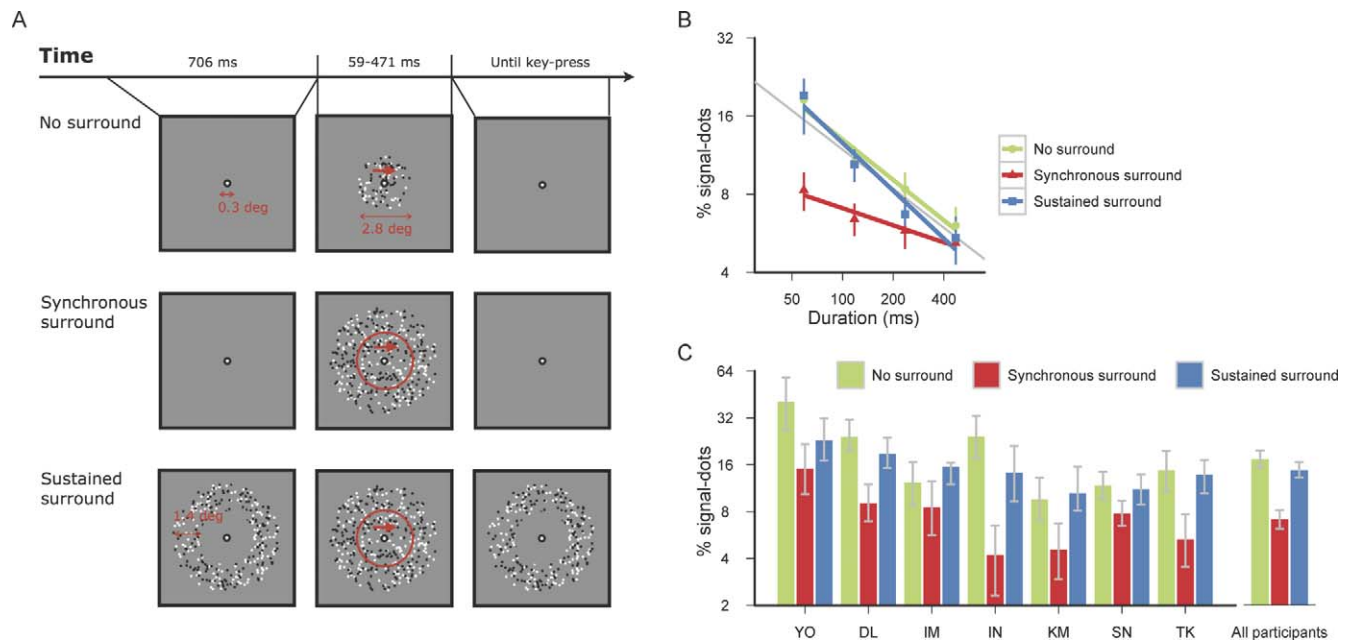 A
Time
706 ms
59-471 ms
Until key-press
No surround
0.3 deg
2.8 deg
Synchronous
surround
Sustained
surround
1.4 deg
B
% signal-dots
32
16
8
4
50
100
200
400
Duration (ms)
No surround
Synchronous surround
Sustained surround
C
% signal-dots
64
32
16
8
4
2
No surround
Synchronous surround
Sustained surround
YO
DL
IM
IN
KM
SN
TK
All participants